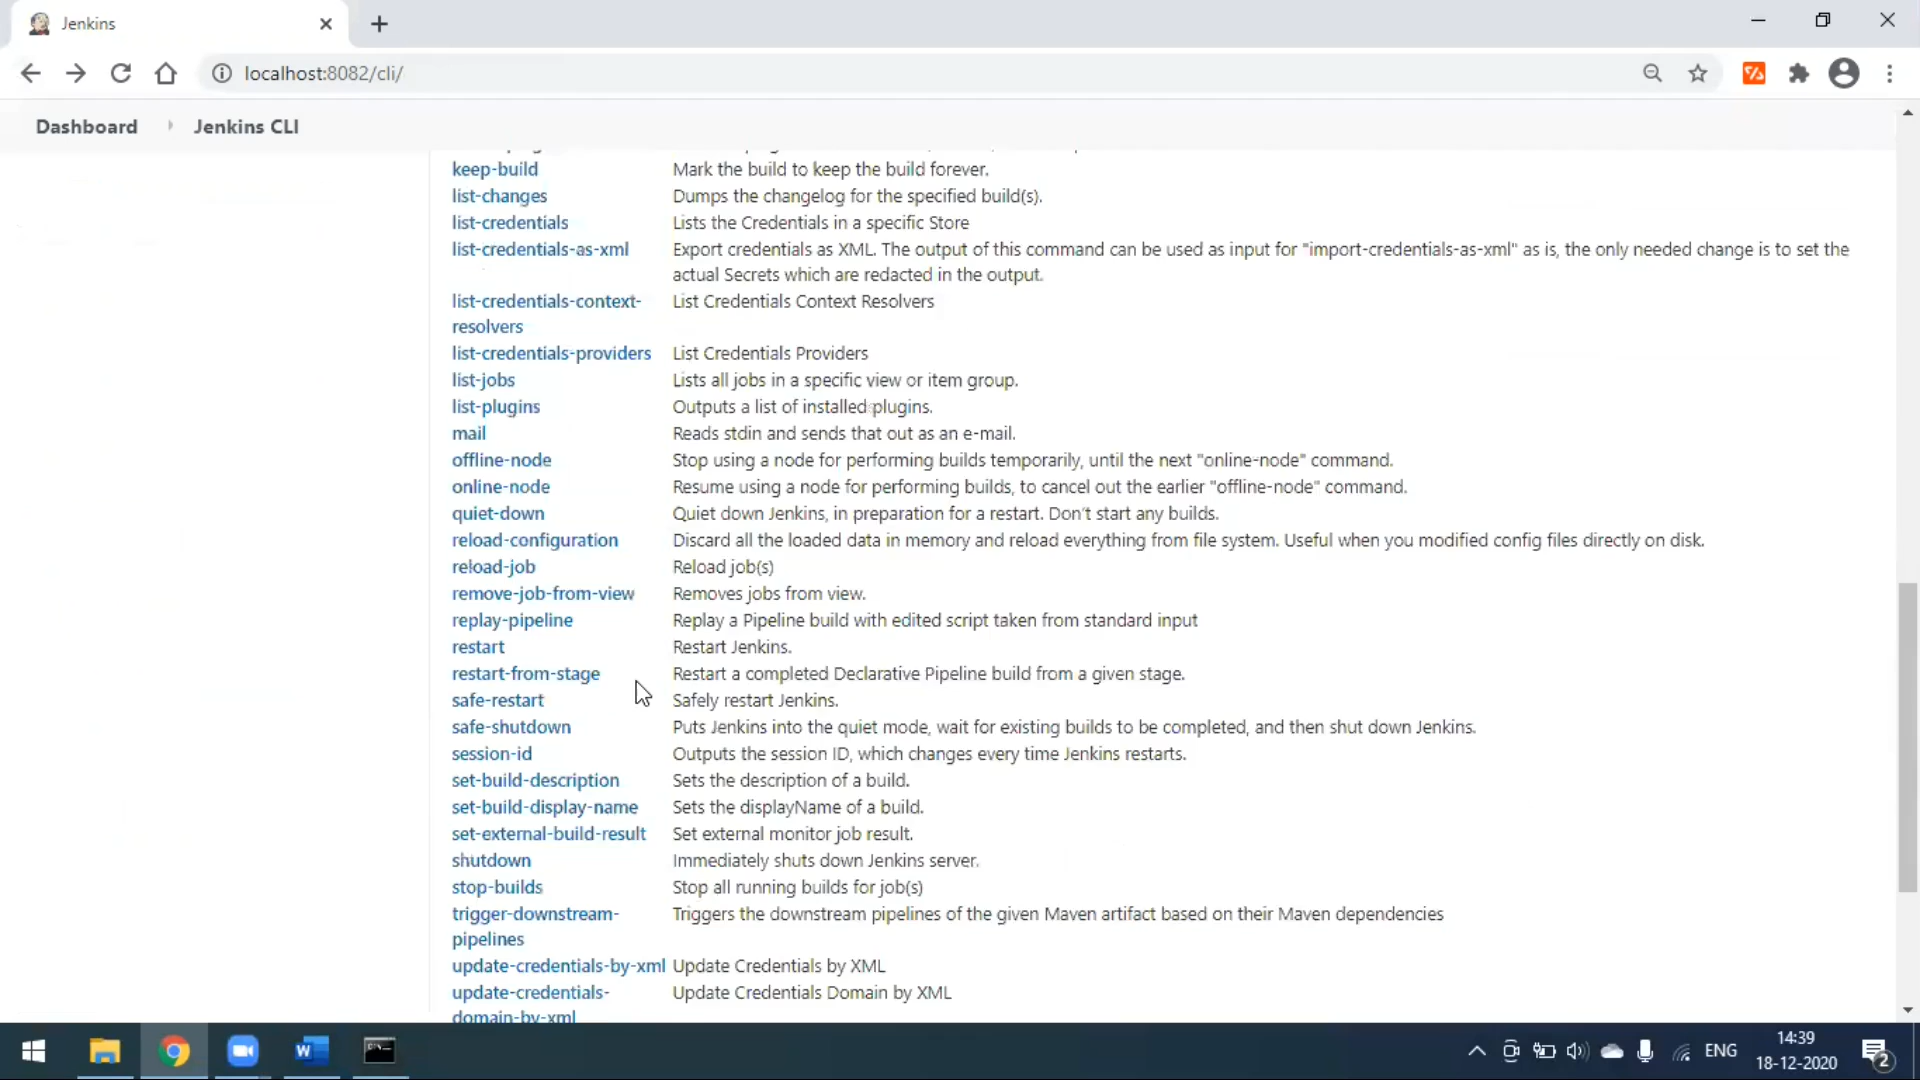 Jenkins
localhost:8082/cli/
Dashboard Jenkins CLI
keep-build Mark the build to keep the build forever.
list-changes Dumps the changelog for the specified build(s).
list-credentials Lists the Credentials in a specific Store
list-credentials-as-xml Export credentials as XML. The output of this command can be used as input for "import-credentials-as-xml" as is, the only needed change is to set the
actual Secrets which are redacted in the output.
list-credentials-context- List Credentials Context Resolvers
resolvers
list-credentials-providers List Credentials Providers
list-jobs Lists all jobs in a specific view or item group.
list-plugins Outputs a list of installed plugins.
mail Reads stdin and sends that out as an e-mail.
offline-node Stop using a node for performing builds temporarily, until the next "online-node" command.
online-node Resume using a node for performing builds, to cancel out the earlier "offline-node" command.
quiet-down Quiet down Jenkins, in preparation for a restart. Don't start any builds.
reload-configuration Discard all the loaded data in memory and reload everything from file system. Useful when you modified config files directly on disk.
reload-job Reload job(s)
remove-job-from-view Removes jobs from view.
replay-pipeline Replay a Pipeline build with edited script taken from standard input
restart Restart Jenkins.
restart-from-stage Restart a completed Declarative Pipeline build from a given stage.
safe-restart Safely restart Jenkins.
safe-shutdown Puts Jenkins into the quiet mode, wait for existing builds to be completed, and then shut down Jenkins.
session-id Outputs the session ID, which changes every time Jenkins restarts.
set-build-description Sets the description of a build.
set-build-display-name Sets the displayName of a build.
set-external-build-result Set external monitor job result.
shutdown Immediately shuts down Jenkins server.
stop-builds Stop all running builds for job(s)
trigger-downstream- Triggers the downstream pipelines of the given Maven artifact based on their Maven dependencies
pipelines
update-credentials-by-xml Update Credentials by XML
update-credentials- Update Credentials Domain by XML
domain-by-xml
ENG
14:39
18-12-2020
2